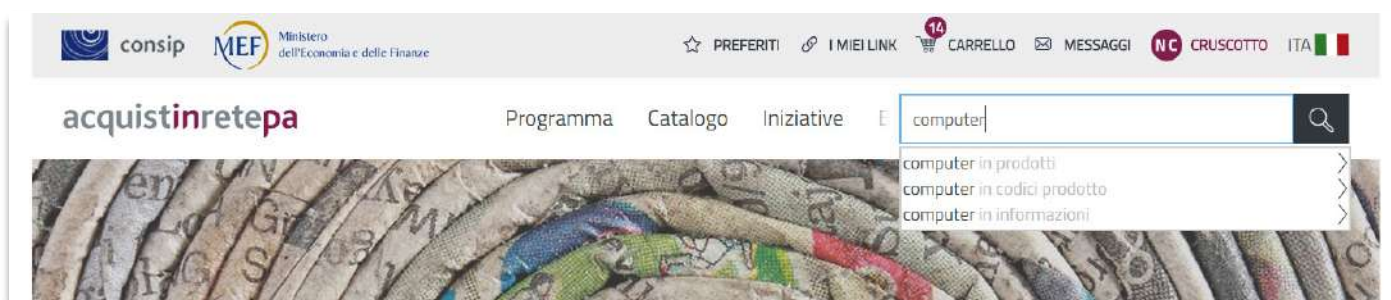 consip MEF Ministero
dell'Economia e delle Finanze
PREFERITI I MIEI LINK 14 CARRELLO MESSAGGI NC CRUSCOTTO ITA
acquistinretepa Programma Catalogo Iniziative E computer
computer in prodotti
computer in codici prodotto
computer in informazioni